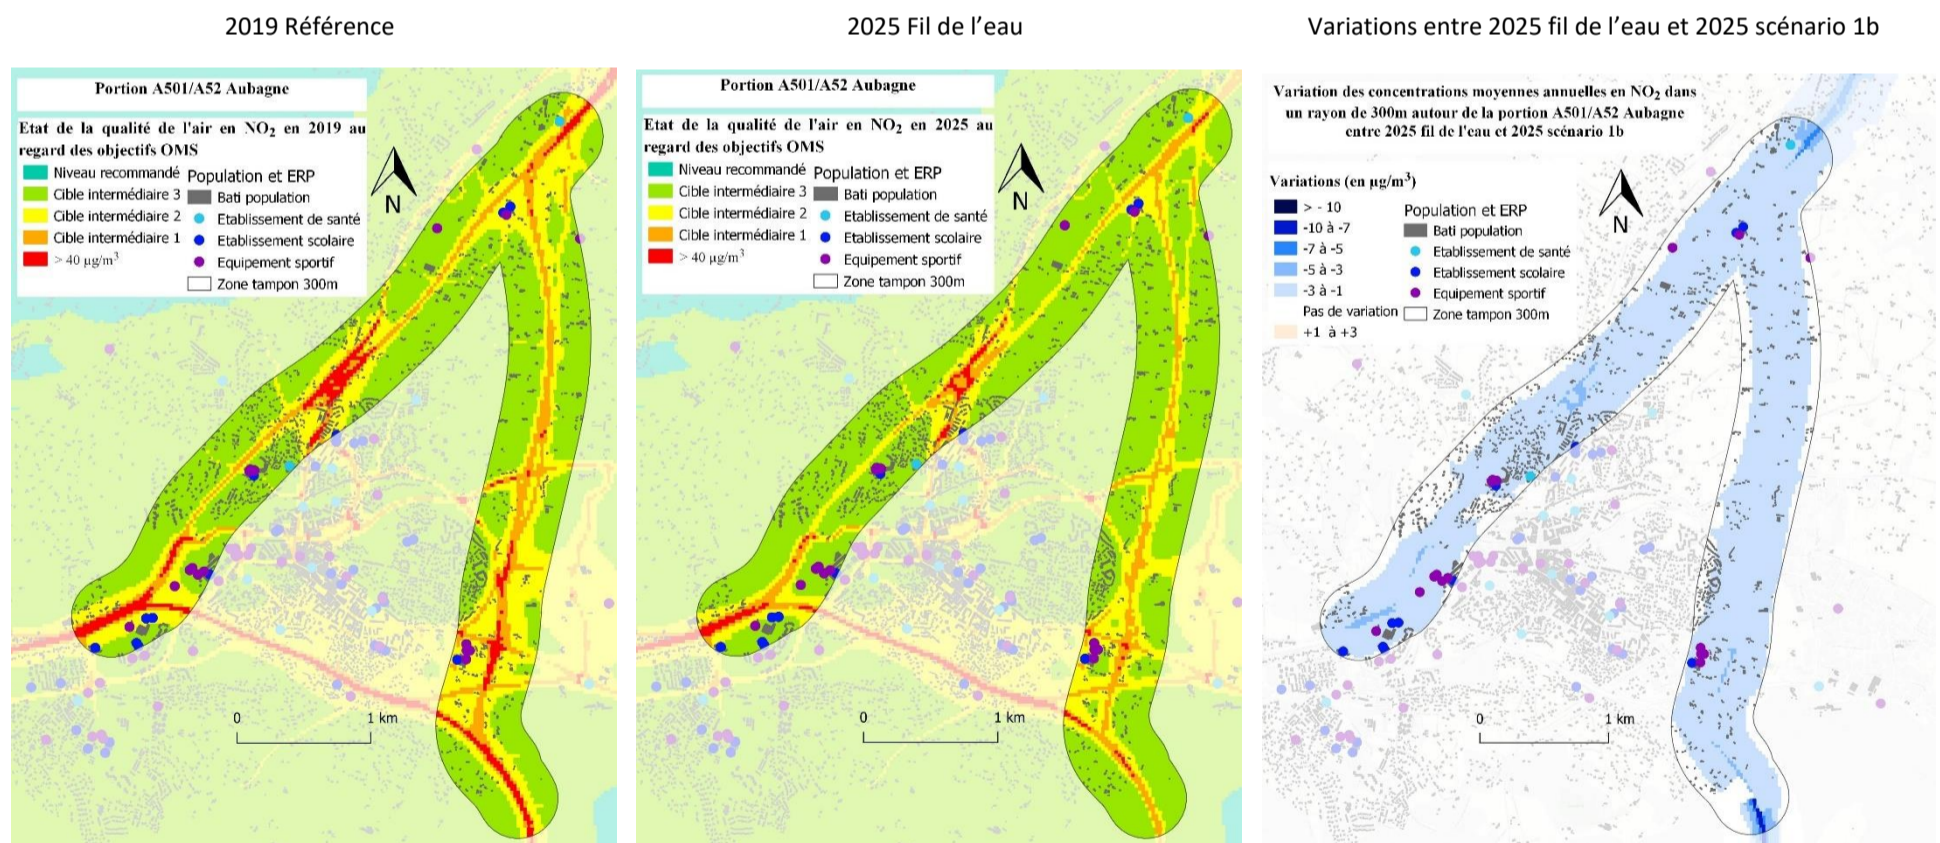 2019 Référence
2025 Fil de l’eau
Variations entre 2025 fil de l’eau et 2025 scénario 1b
Portion A501/A52 Aubagne
Etat de la qualité de l'air en NO₂ en 2019 au
regard des objectifs OMS
Niveau recommandé
Cible intermédiaire 3
Cible intermédiaire 2
Cible intermédiaire 1
> 40 µg/m³
Population et ERP
Bati population
Etablissement de santé
Etablissement scolaire
Equipement sportif
Zone tampon 300m
N
0 1 km
Portion A501/A52 Aubagne
Etat de la qualité de l'air en NO₂ en 2025 au
regard des objectifs OMS
Niveau recommandé
Cible intermédiaire 3
Cible intermédiaire 2
Cible intermédiaire 1
> 40 µg/m³
Population et ERP
Bati population
Etablissement de santé
Etablissement scolaire
Equipement sportif
Zone tampon 300m
N
0 1 km
Variation des concentrations moyennes annuelles en NO₂ dans
un rayon de 300m autour de la portion A501/A52 Aubagne
entre 2025 fil de l'eau et 2025 scénario 1b
Variations (en µg/m³)
> - 10
-10 à -7
-7 à -5
-5 à -3
-3 à -1
Pas de variation
+1 à +3
Population et ERP
Bati population
Etablissement de santé
Etablissement scolaire
Equipement sportif
Zone tampon 300m
N
0 1 km